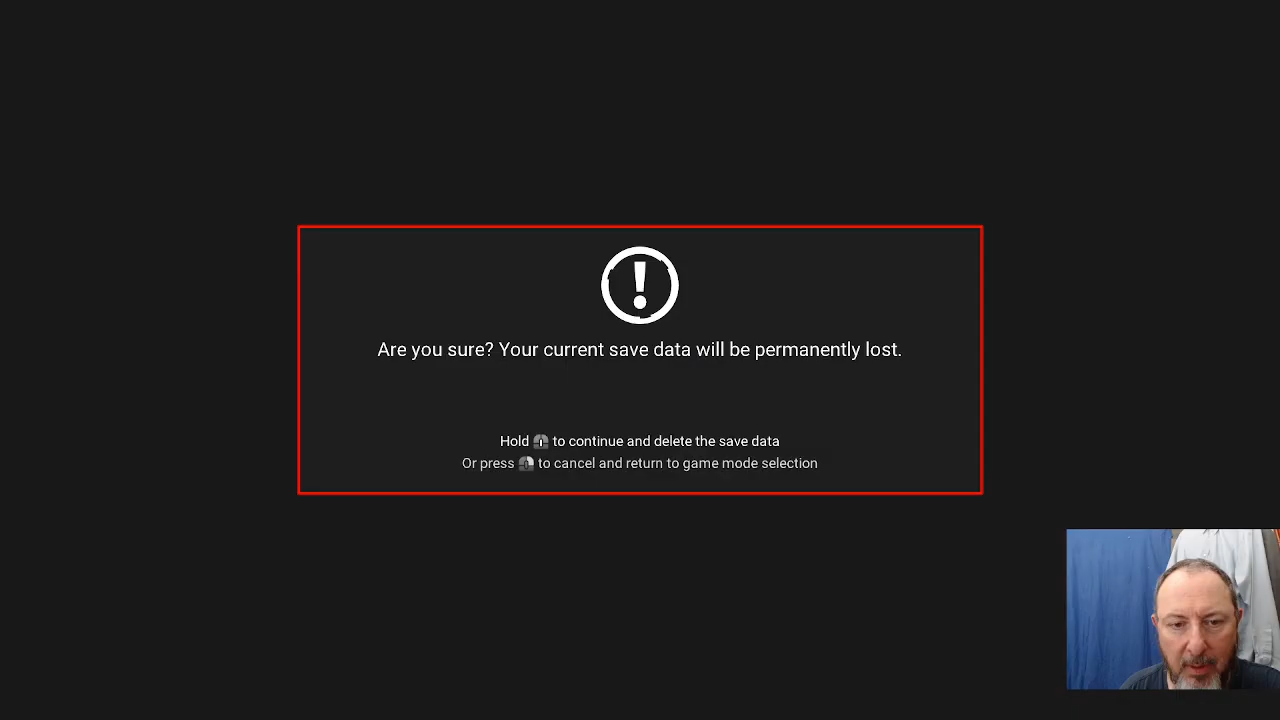 Are you sure? Your current save data will be permanently lost.
Hold to continue and delete the save data
Or press to cancel and return to game mode selection